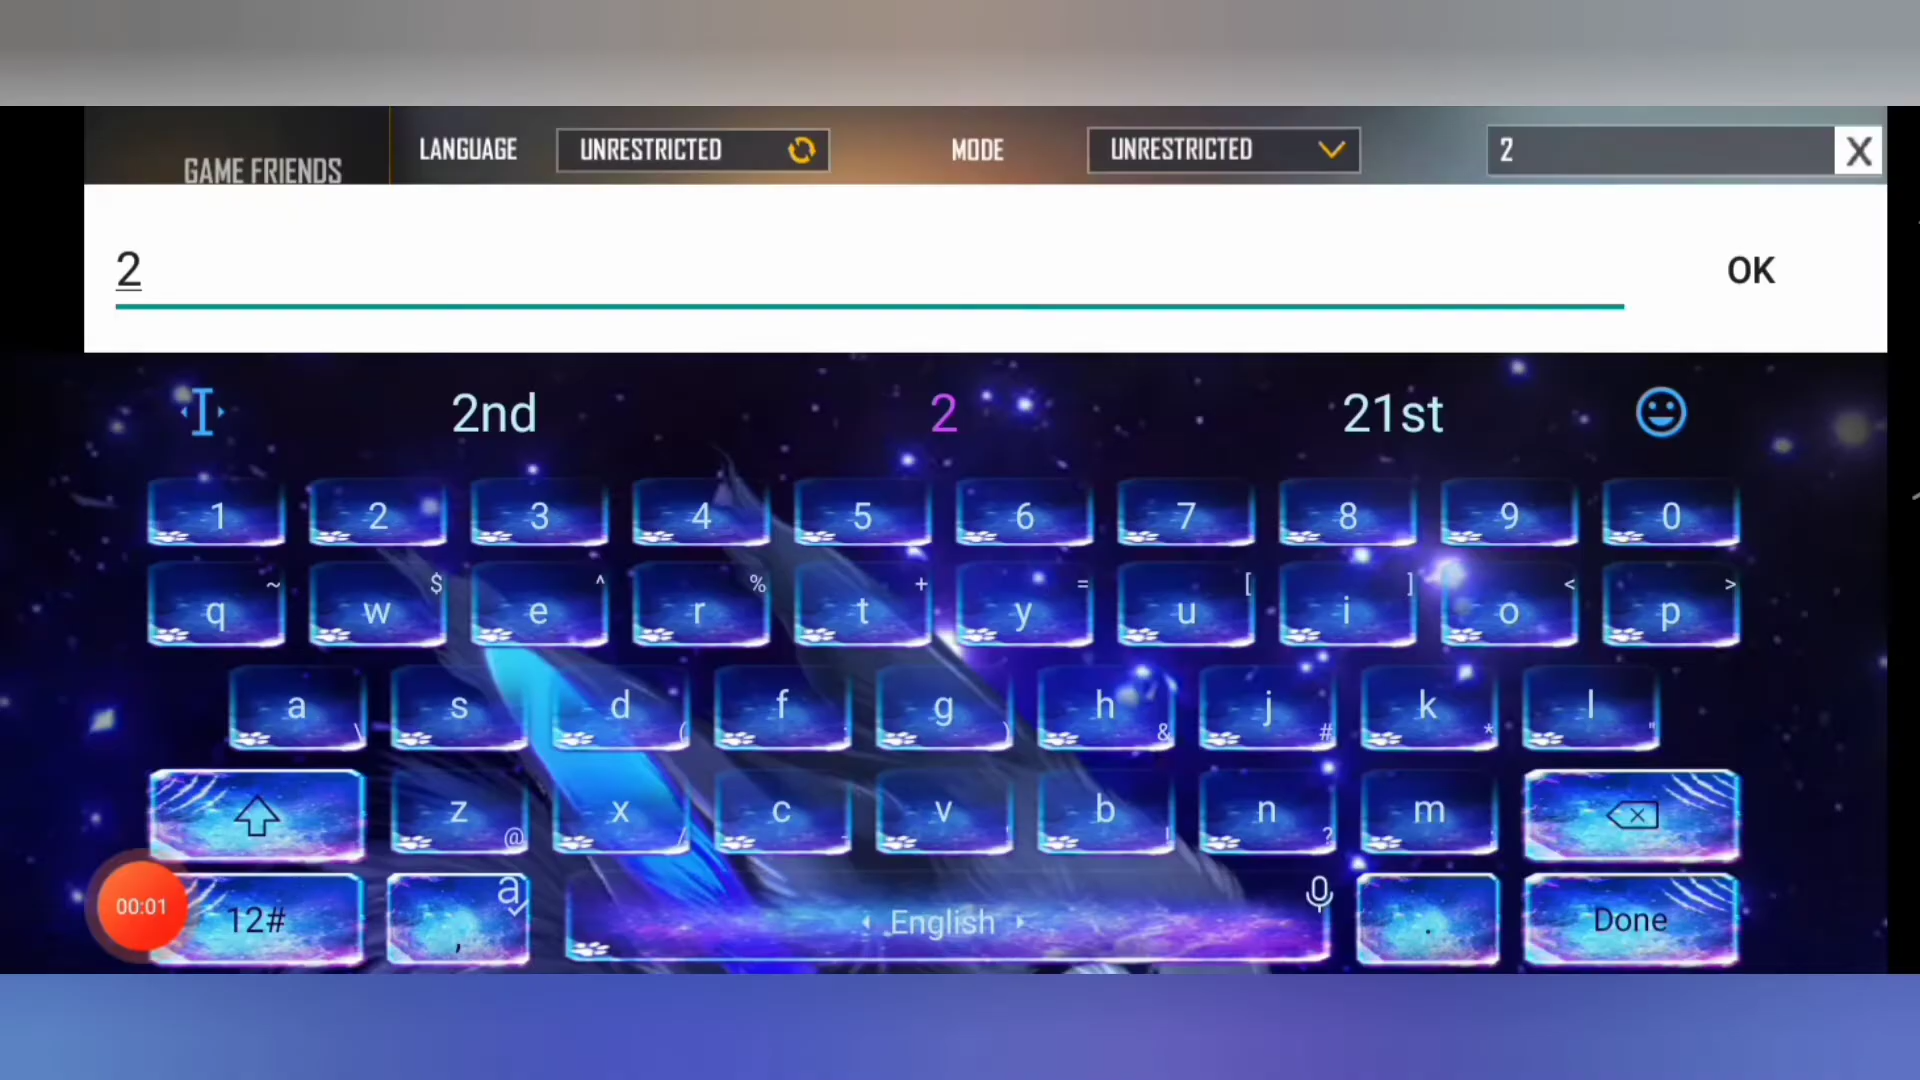 GAME FRIENDS LANGUAGE UNRESTRICTED MODE UNRESTRICTED 2 X
2 OK
2nd 2 21st
1 2 3 4 5 6 7 8 9 0
~ $ ^ % + = [ ] < >
q w e r t y u i o p
a s d f g h j k l
\ ( ) & # * "
z x c v b n m
@ / ! ?
00:01 12# , a English . Done